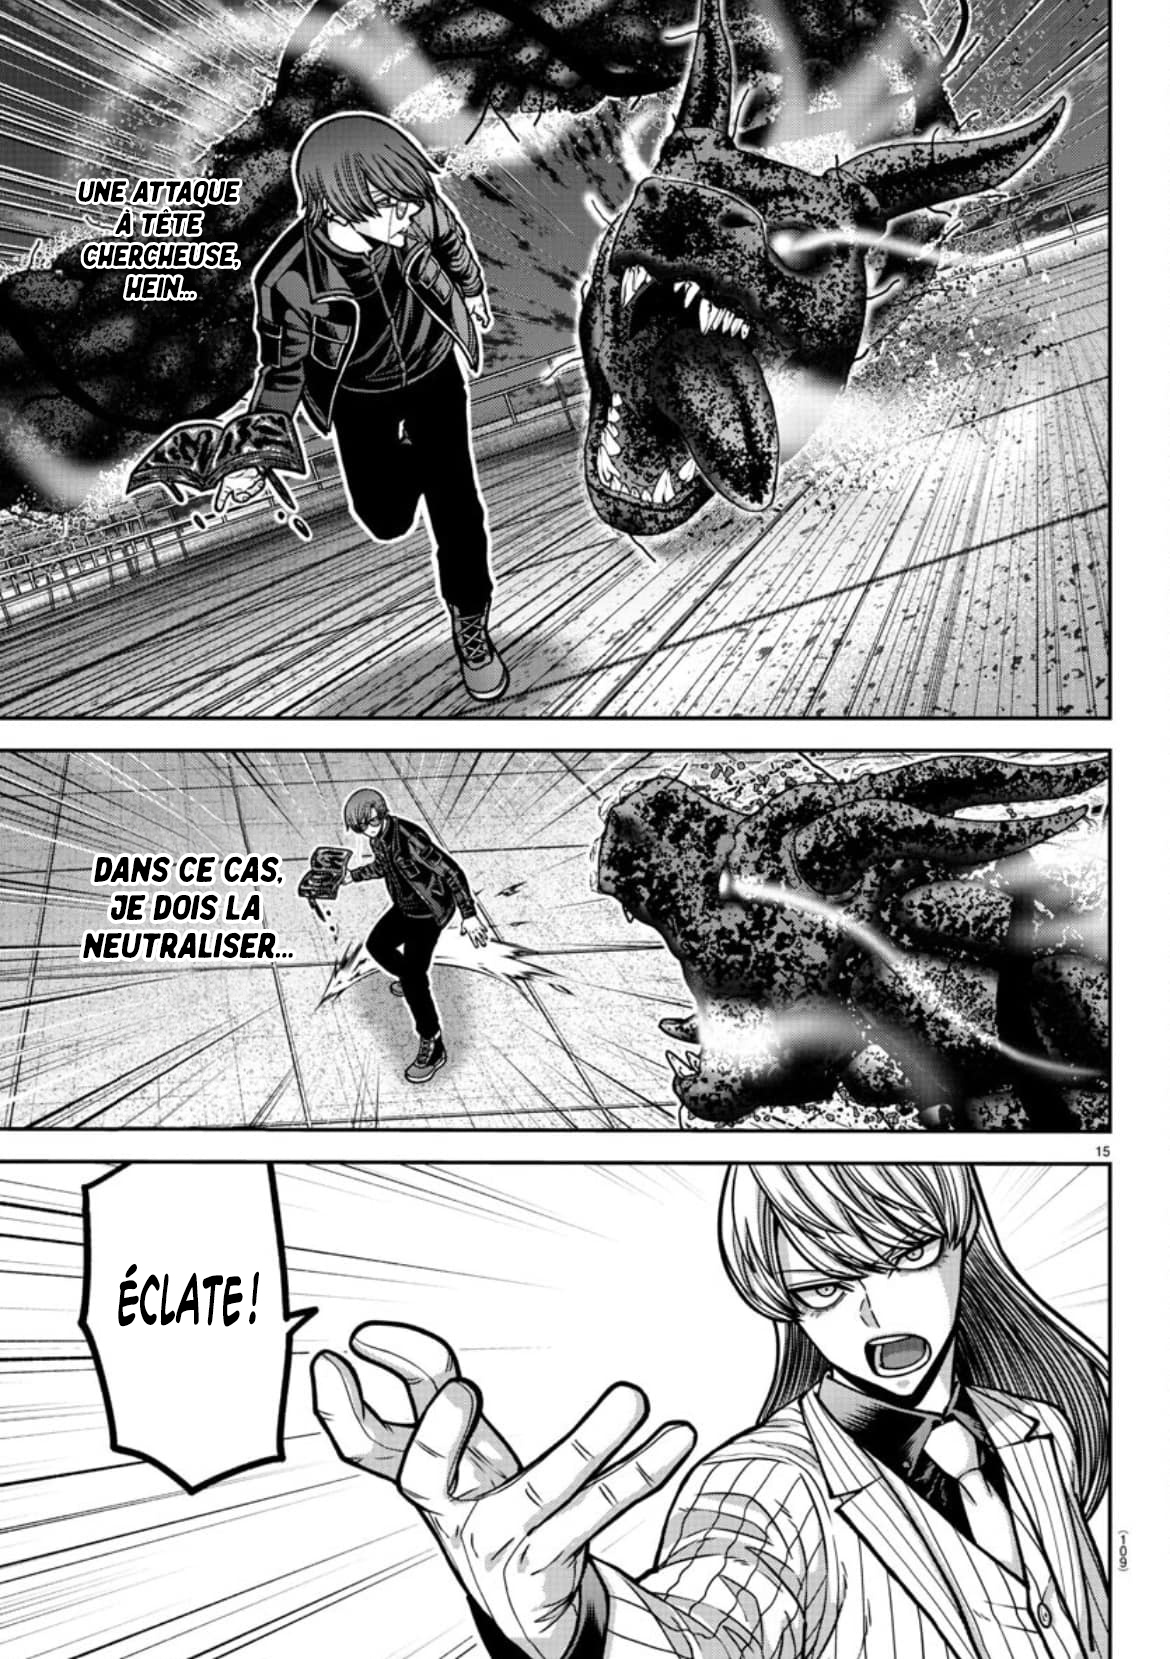 UNE ATTAQUE
À TÊTE
CHERCHEUSE,
HEIN...
DANS CE CAS,
JE DOIS LA
NEUTRALISER...
15
ÉCLATE !
(109)